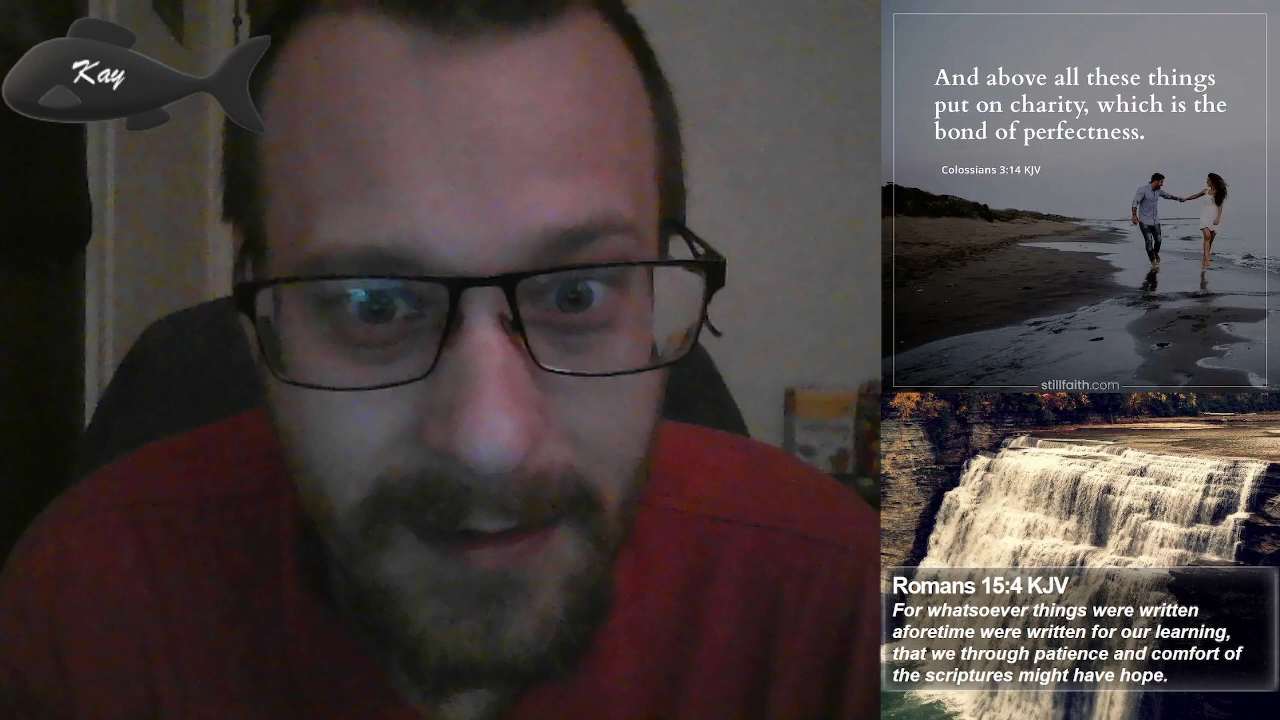 Kay
And above all these things
put on charity, which is the
bond of perfectness.
Colossians 3:14 KJV
stillfaith.com
Romans 15:4 KJV
For whatsoever things were written
aforetime were written for our learning,
that we through patience and comfort of
the scriptures might have hope.